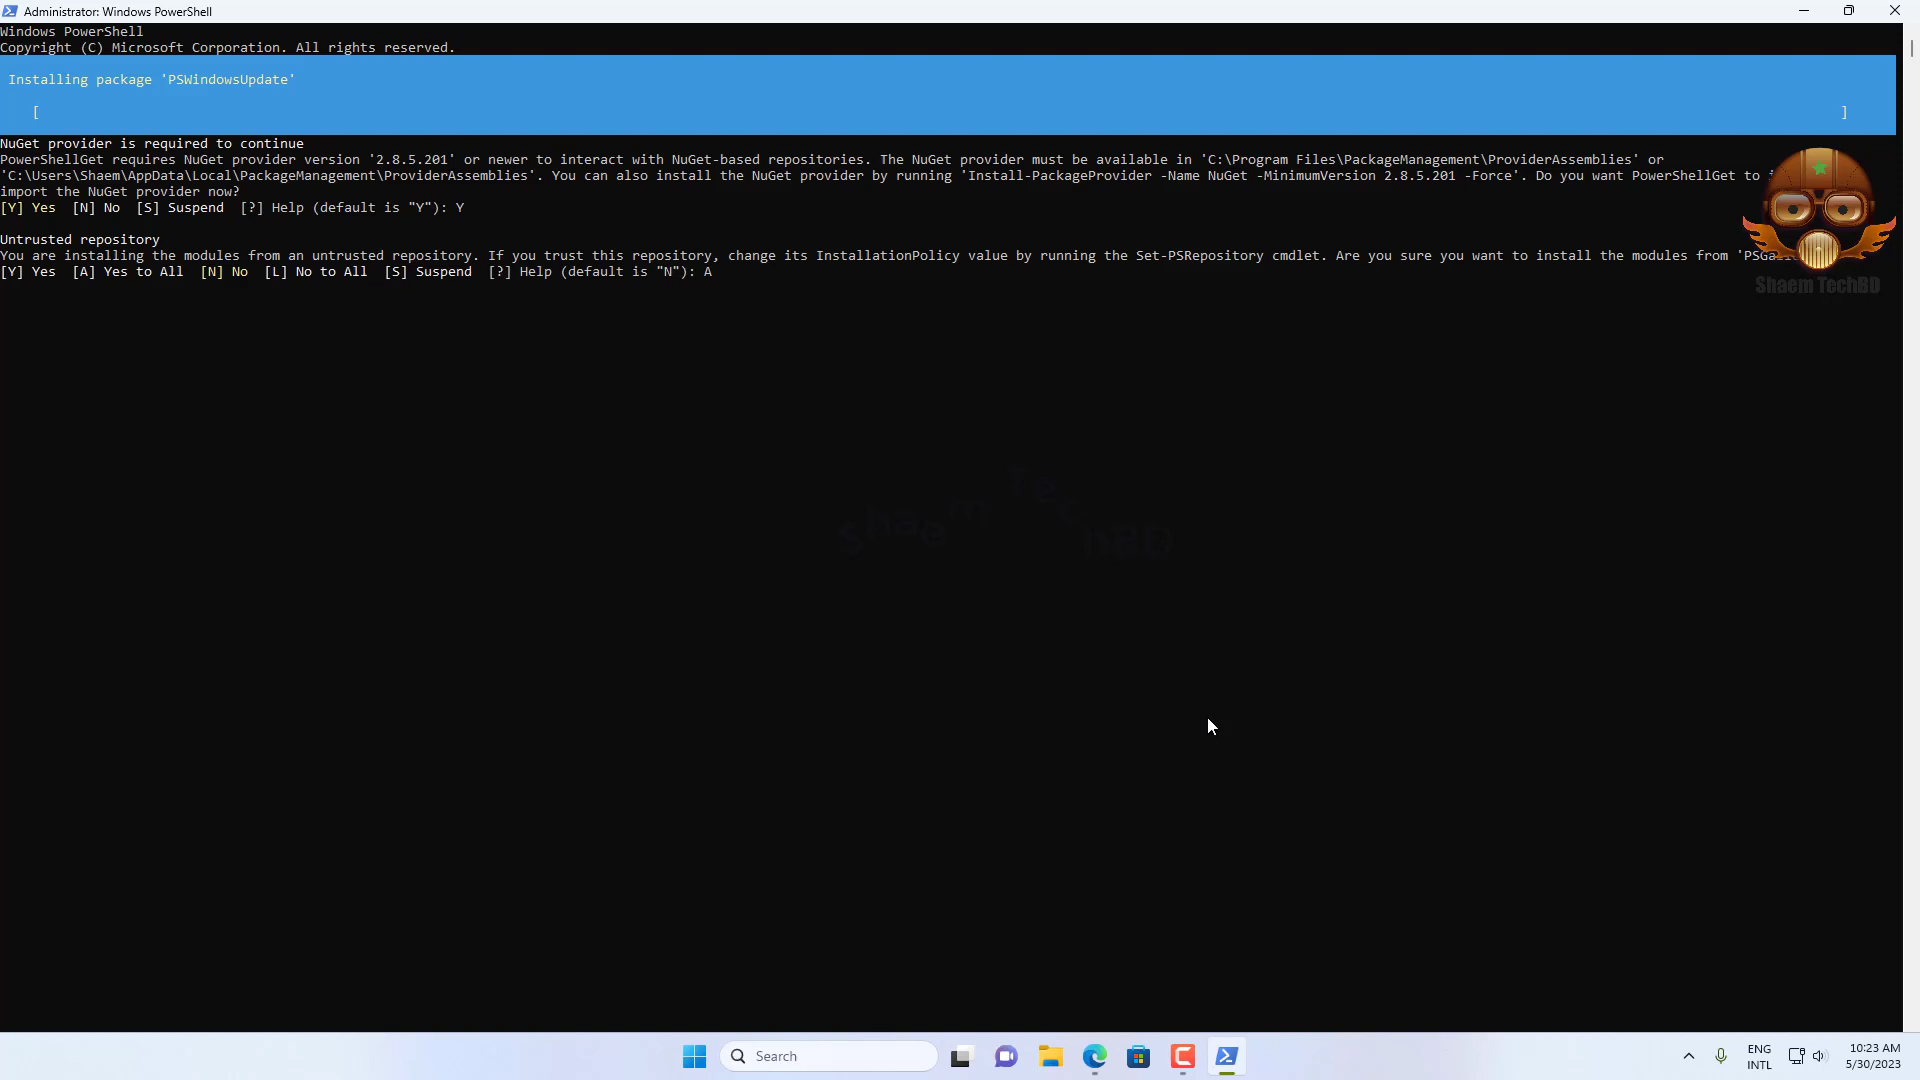 Administrator: Windows PowerShell
Windows PowerShell
Copyright (C) Microsoft Corporation. All rights reserved.
Installing package 'PSWindowsUpdate'
[ ]
NuGet provider is required to continue
PowerShellGet requires NuGet provider version '2.8.5.201' or newer to interact with NuGet-based repositories. The NuGet provider must be available in 'C:\Program Files\PackageManagement\ProviderAssemblies' or
'C:\Users\Shaem\AppData\Local\PackageManagement\ProviderAssemblies'. You can also install the NuGet provider by running 'Install-PackageProvider -Name NuGet -MinimumVersion 2.8.5.201 -Force'. Do you want PowerShellGet to
import the NuGet provider now?
[Y] Yes [N] No [S] Suspend [?] Help (default is "Y"): Y
Untrusted repository
You are installing the modules from an untrusted repository. If you trust this repository, change its InstallationPolicy value by running the Set-PSRepository cmdlet. Are you sure you want to install the modules from
[Y] Yes [A] Yes to All [N] No [L] No to All [S] Suspend [?] Help (default is "N"): A
Shaem TechBD
Shaem TechBD
Search
ENG
INTL
10:23 AM
5/30/2023